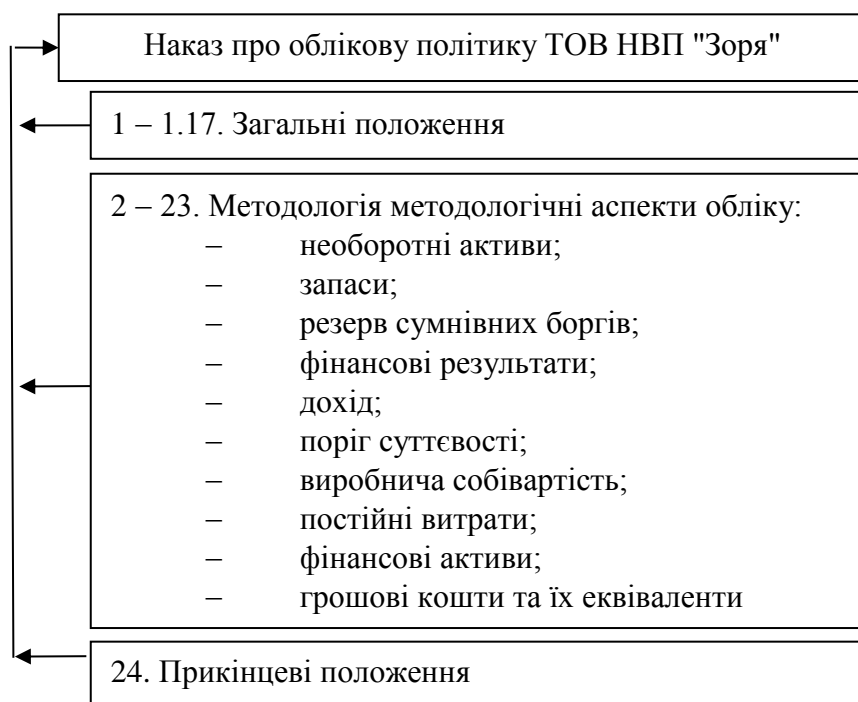 Наказ про облікову політику ТОВ НВП "Зоря"
1 – 1.17. Загальні положення
2 – 23. Методологія методологічні аспекти обліку:
– необоротні активи;
– запаси;
– резерв сумнівних боргів;
– фінансові результати;
– дохід;
– поріг суттєвості;
– виробнича собівартість;
– постійні витрати;
– фінансові активи;
– грошові кошти та їх еквіваленти
24. Прикінцеві положення